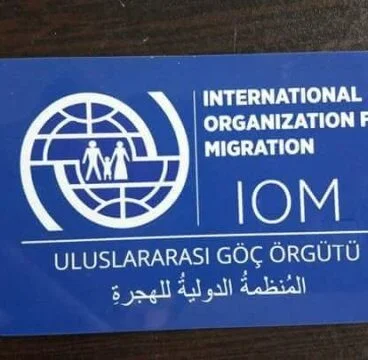 INTERNATIONAL
ORGANIZATION F
MIGRATION
IOM
ULUSLARARASI GÖÇ ÖRGÜTÜ
المُنظمةُ الدوليةُ للهجرةِ